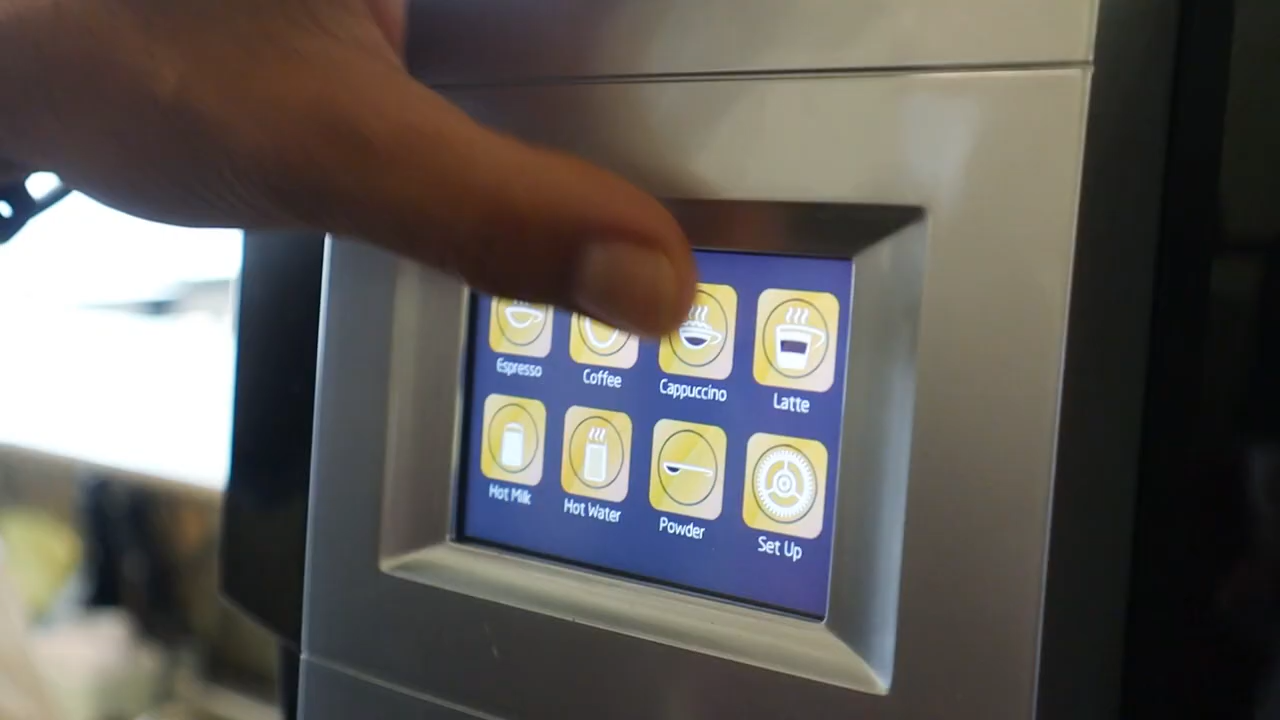 Espresso
Coffee
Cappuccino
Latte
Hot Milk
Hot Water
Powder
Set Up